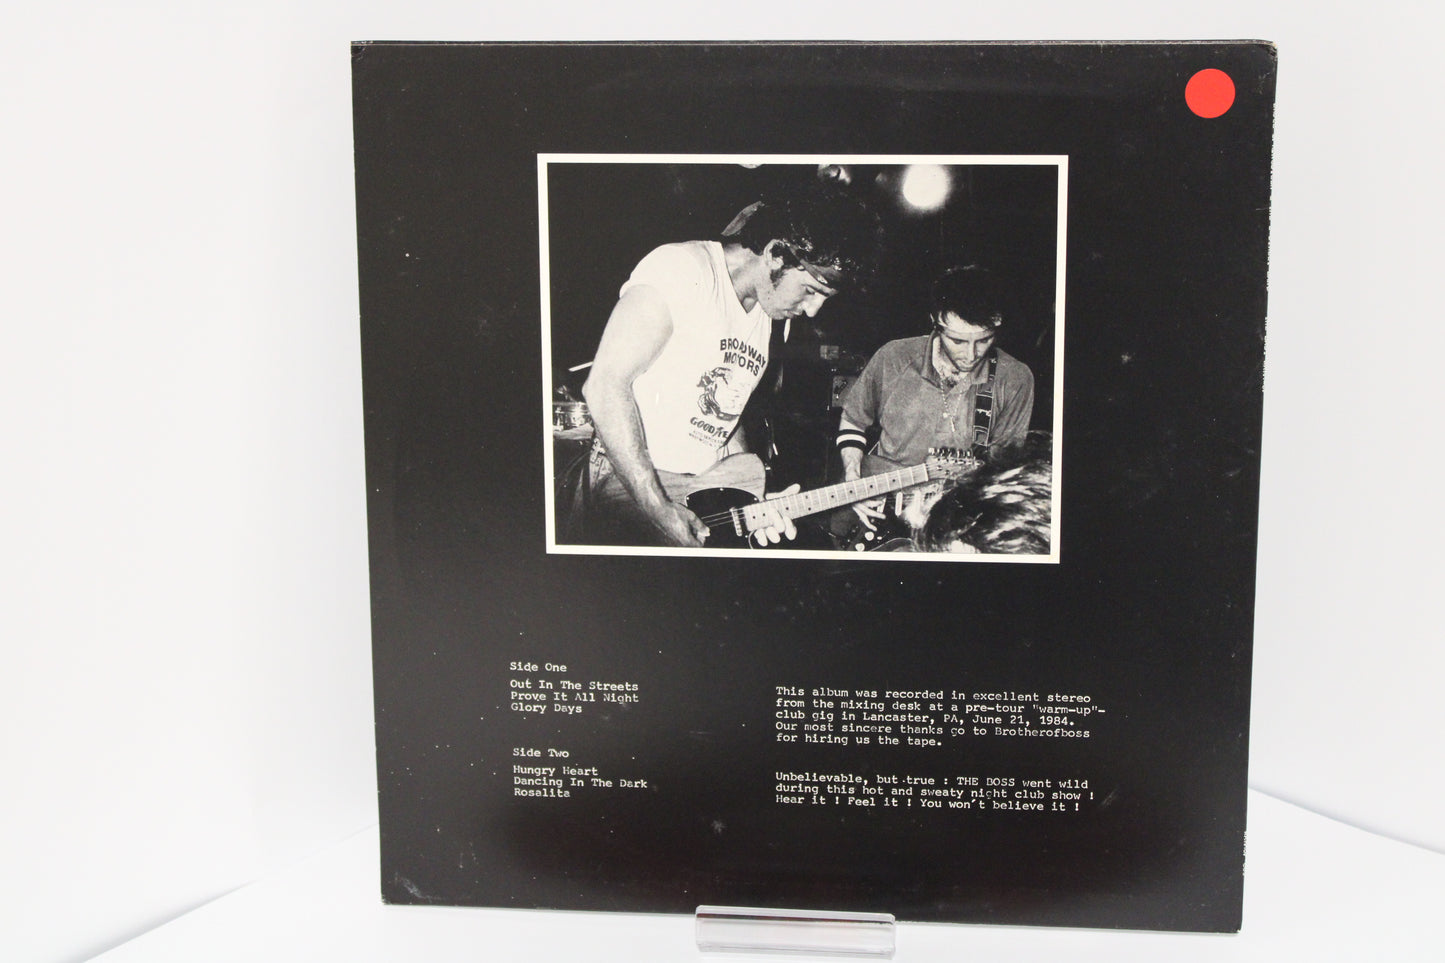 BROADWAY
MOTORS
GOODYE
Side One
Out In The Streets
Prove It All Night
Glory Days
Side Two
Hungry Heart
Dancing In The Dark
Rosalita
This album was recorded in excellent stereo
from the mixing desk at a pre-tour "warm-up"-
club gig in Lancaster, PA, June 21, 1984.
Our most sincere thanks go to Brotherofboss
for hiring us the tape.
Unbelievable, but true : THE BOSS went wild
during this hot and sweaty night club show !
Hear it ! Feel it ! You won't believe it !